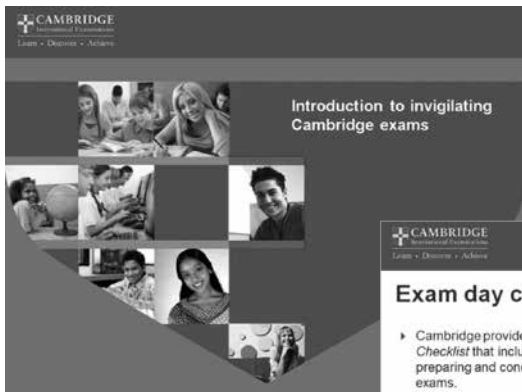 CAMBRIDGE
International Examinations
Learn • Discover • Achieve
Introduction to invigilating
Cambridge exams
CAMBRIDGE
International Examinations
Learn • Discover • Achieve
Exam day c
Cambridge provide
Checklist that inclu
preparing and con
exams.